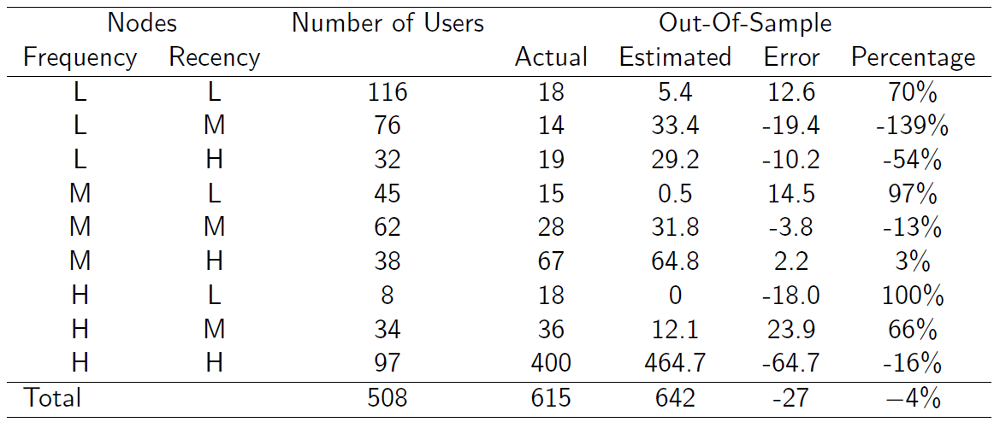 Nodes Number of Users Out-Of-Sample
Frequency Recency Actual Estimated Error Percentage
L L 116 18 5.4 12.6 70%
L M 76 14 33.4 -19.4 -139%
L H 32 19 29.2 -10.2 -54%
M L 45 15 0.5 14.5 97%
M M 62 28 31.8 -3.8 -13%
M H 38 67 64.8 2.2 3%
H L 8 18 0 -18.0 100%
H M 34 36 12.1 23.9 66%
H H 97 400 464.7 -64.7 -16%
Total 508 615 642 -27 −4%